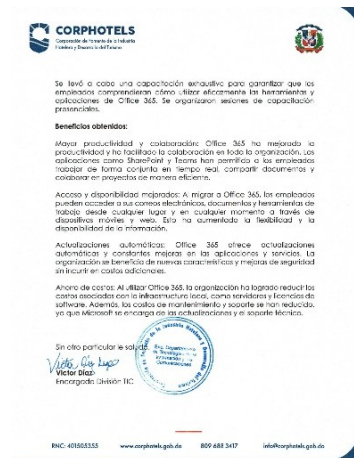 CORPHOTELS
Corporación de Fomento de la Industria
Hotelera y Desarrollo del Turismo
Se llevó a cabo una capacitación exhaustiva para garantizar que los
empleados comprendieran cómo utilizar eficazmente las herramientas y
aplicaciones de Office 365. Se organizaron sesiones de capacitación
presenciales.
Beneficios obtenidos:
Mayor productividad y colaboración: Office 365 ha mejorado la
productividad y ha facilitado la colaboración en toda la organización. Las
aplicaciones como SharePoint y Teams han permitido a los empleados
trabajar de forma conjunta en tiempo real, compartir documentos y
colaborar en proyectos de manera eficiente.
Acceso y disponibilidad mejorados: Al migrar a Office 365, los empleados
pueden acceder a sus correos electrónicos, documentos y herramientas de
trabajo desde cualquier lugar y en cualquier momento a través de
dispositivos móviles y web. Esto ha aumentado la flexibilidad y la
disponibilidad de la información.
Actualizaciones automáticas: Office 365 ofrece actualizaciones
automáticas y constantes mejoras en las aplicaciones y servicios. La
organización se beneficia de nuevas características y mejoras de seguridad
sin incurrir en costos adicionales.
Ahorro de costos: Al utilizar Office 365, la organización ha logrado reducir los
costos asociados con la infraestructura local, como servidores y licencias de
software. Además, los costos de mantenimiento y soporte se han reducido,
ya que Microsoft se encarga de las actualizaciones y el soporte técnico.
Sin otro particular le saluda,
Víctor Díaz
Encargado División TIC
RNC: 401505355 www.corphotels.gob.do 809 688 3417 info@corphotels.gob.do